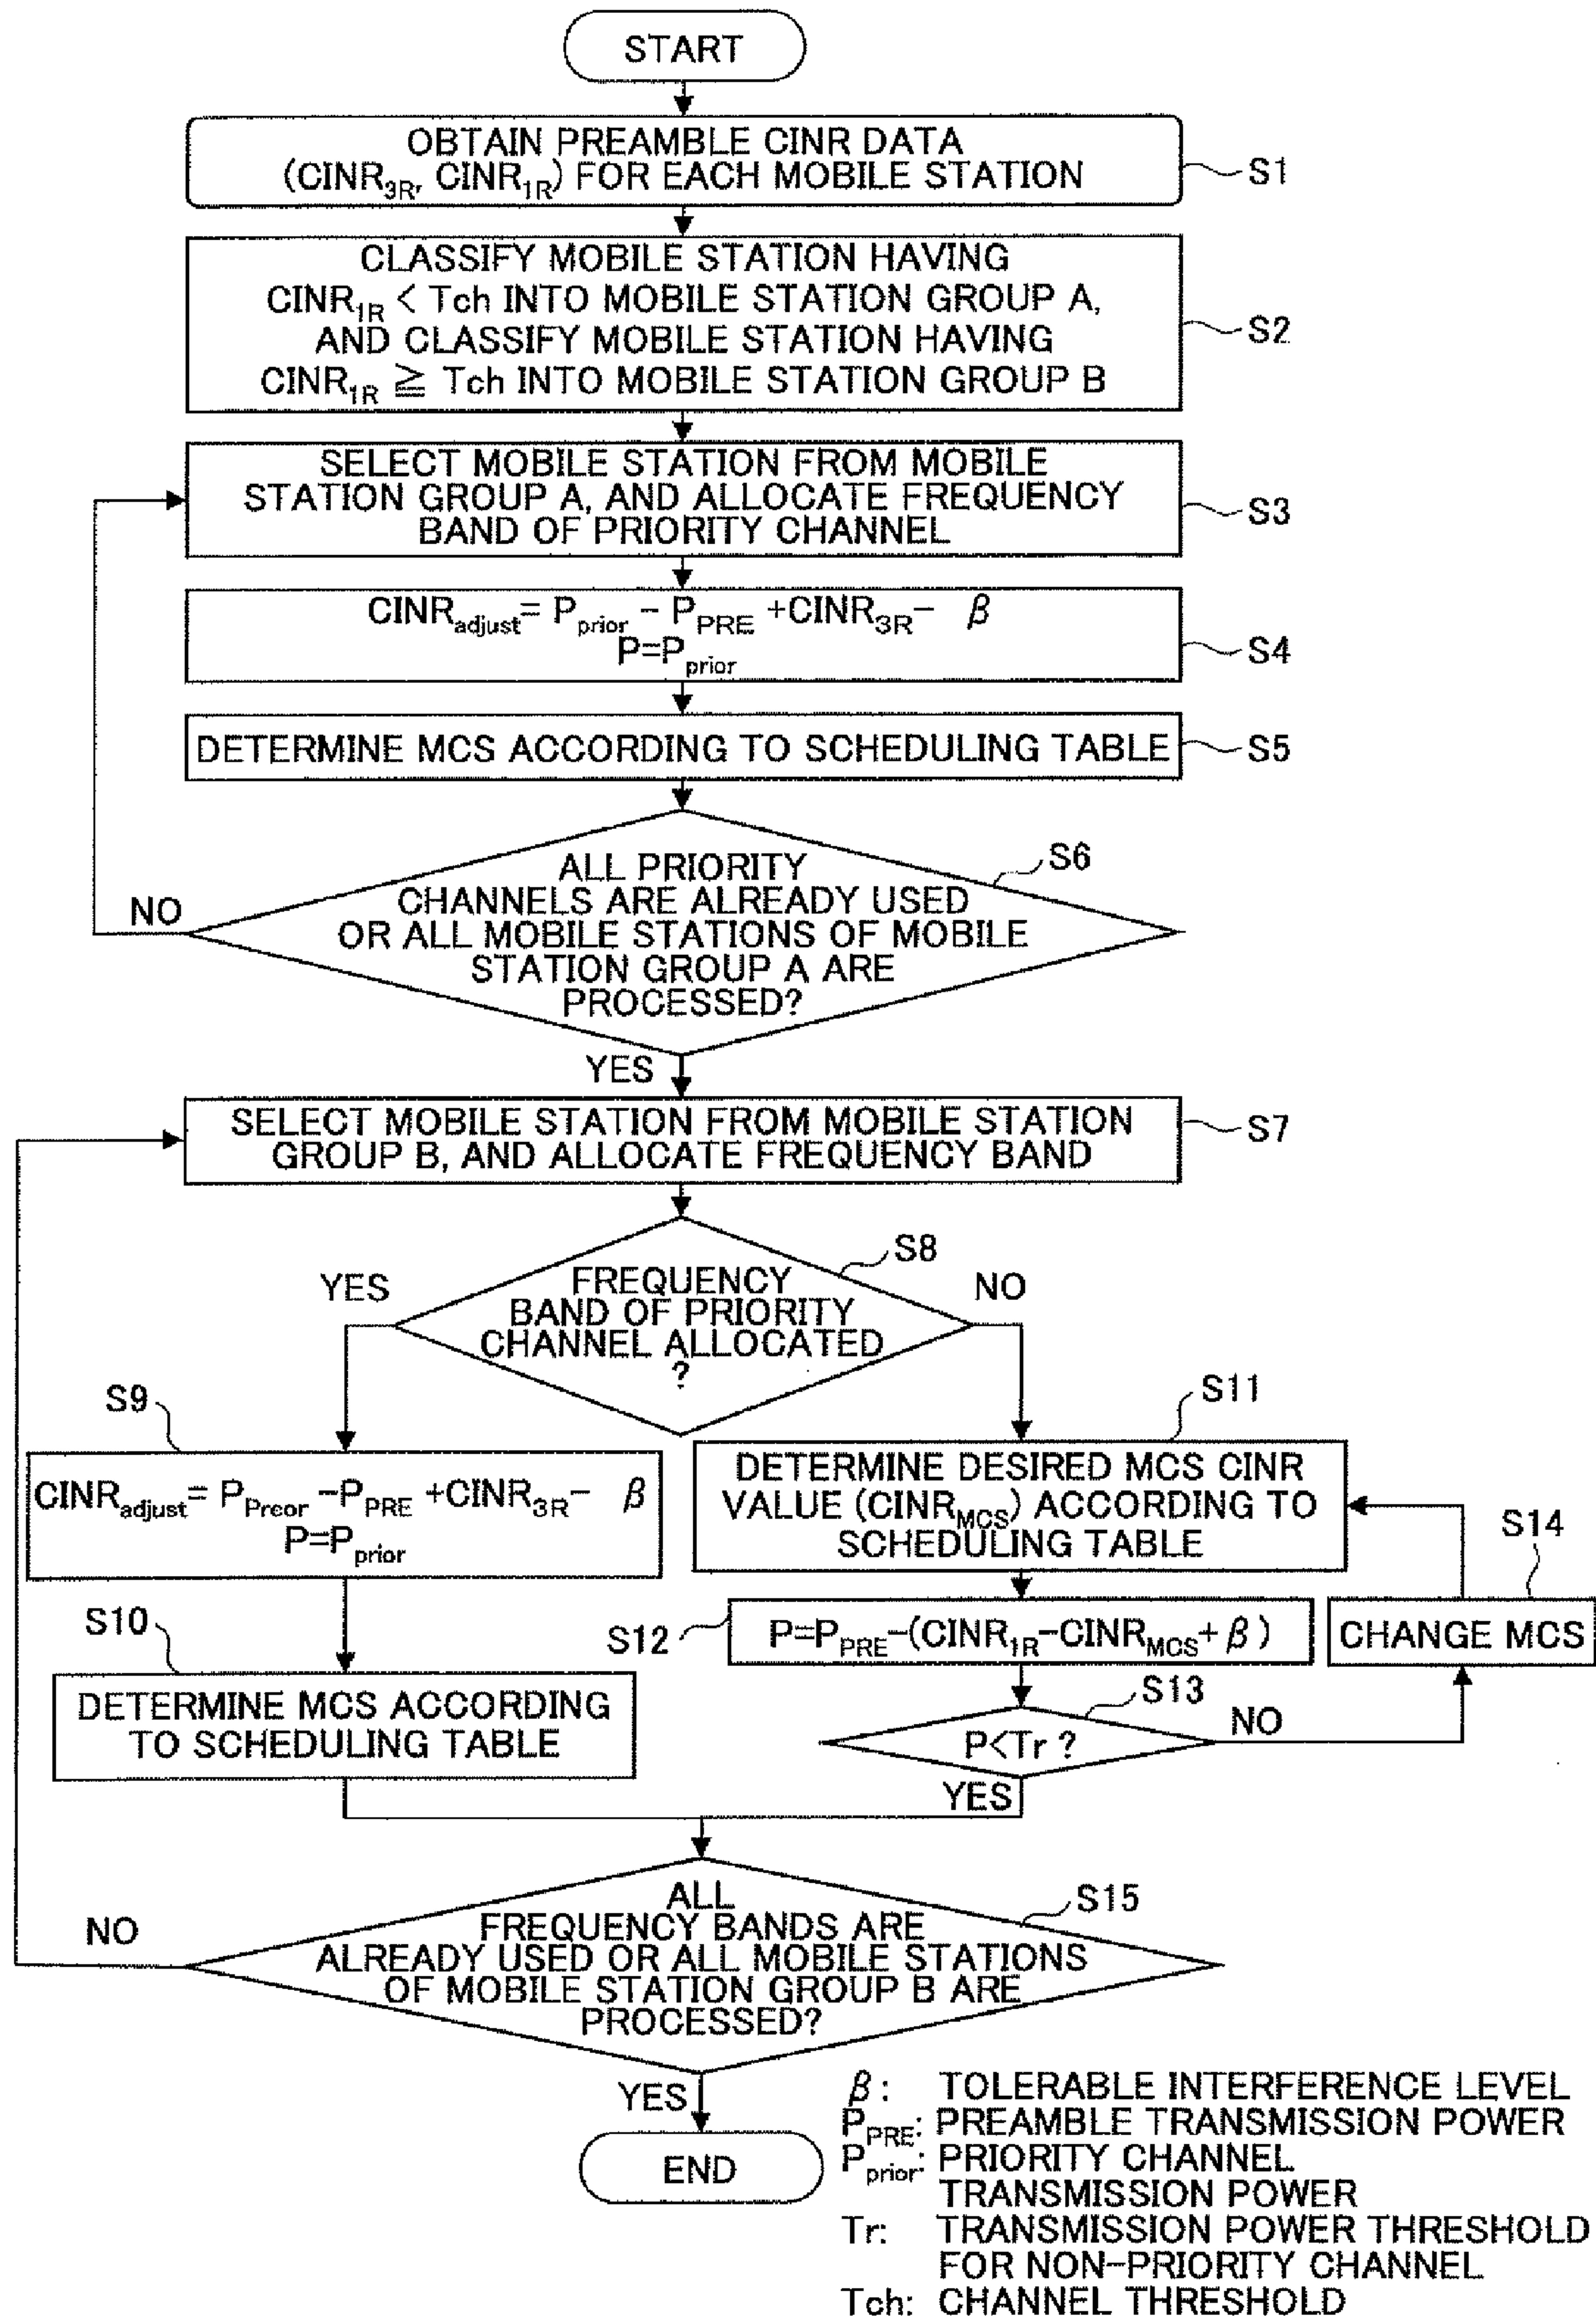 START
OBTAIN PREAMBLE CINR DATA
(CINR3R, CINR1R) FOR EACH MOBILE STATION
S1
CLASSIFY MOBILE STATION HAVING
CINR1R < Tch INTO MOBILE STATION GROUP A,
AND CLASSIFY MOBILE STATION HAVING
CINR1R ≧ Tch INTO MOBILE STATION GROUP B
S2
SELECT MOBILE STATION FROM MOBILE
STATION GROUP A, AND ALLOCATE FREQUENCY
BAND OF PRIORITY CHANNEL
S3
CINRadjust= Pprior - PPRE +CINR3R- β
P=Pprior
S4
DETERMINE MCS ACCORDING TO SCHEDULING TABLE
S5
S6
ALL PRIORITY
CHANNELS ARE ALREADY USED
OR ALL MOBILE STATIONS OF MOBILE
STATION GROUP A ARE
PROCESSED?
NO
YES
SELECT MOBILE STATION FROM MOBILE STATION
GROUP B, AND ALLOCATE FREQUENCY BAND
S7
S8
YES
NO
FREQUENCY
BAND OF PRIORITY
CHANNEL ALLOCATED
?
S9
CINRadjust= PPreor -PPRE +CINR3R- β
P=Pprior
S10
DETERMINE MCS ACCORDING
TO SCHEDULING TABLE
S11
DETERMINE DESIRED MCS CINR
VALUE (CINRMCS) ACCORDING TO
SCHEDULING TABLE
S14
CHANGE MCS
S12
P=PPRE-(CINR1R-CINRMCS+β)
S13
P<Tr ?
NO
YES
S15
ALL
FREQUENCY BANDS ARE
ALREADY USED OR ALL MOBILE STATIONS
OF MOBILE STATION GROUP B ARE
PROCESSED?
NO
YES
END
β: TOLERABLE INTERFERENCE LEVEL
PPRE: PREAMBLE TRANSMISSION POWER
Pprior: PRIORITY CHANNEL
TRANSMISSION POWER
Tr: TRANSMISSION POWER THRESHOLD
FOR NON-PRIORITY CHANNEL
Tch: CHANNEL THRESHOLD